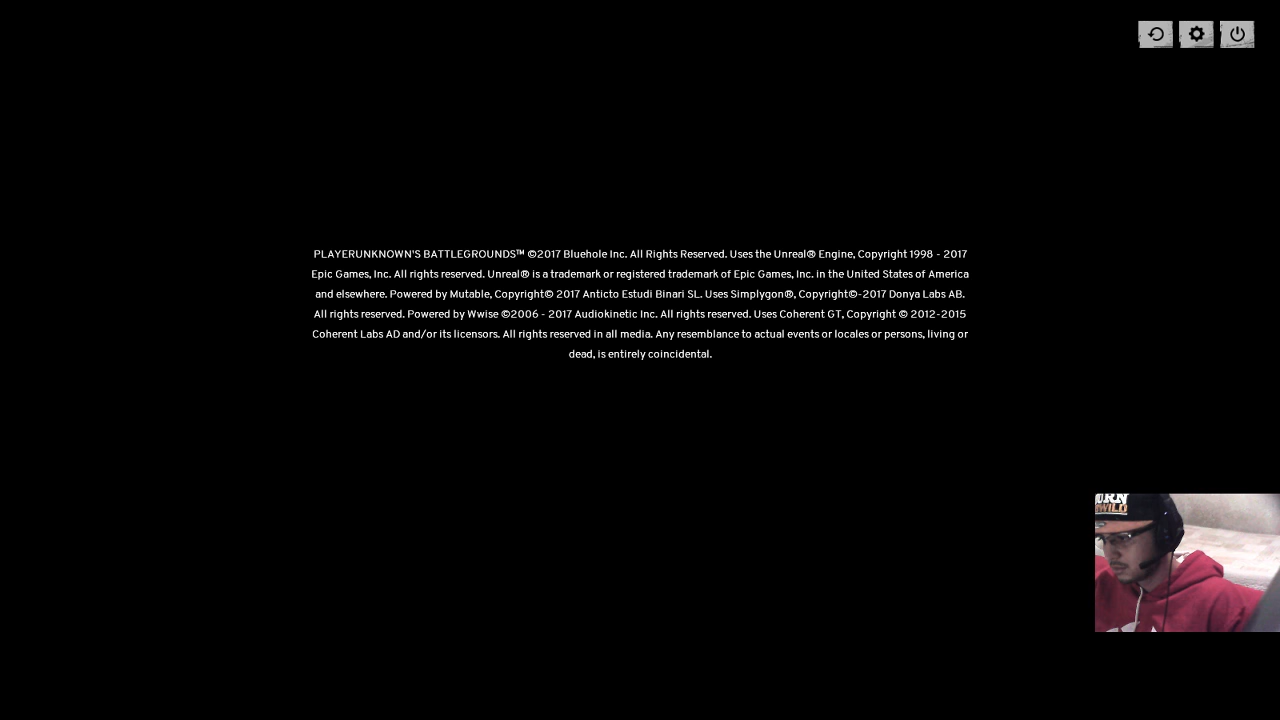 PLAYERUNKNOWN'S BATTLEGROUNDS™ ©2017 Bluehole Inc. All Rights Reserved. Uses the Unreal® Engine, Copyright 1998 - 2017
Epic Games, Inc. All rights reserved. Unreal® is a trademark or registered trademark of Epic Games, Inc. in the United States of America
and elsewhere. Powered by Mutable, Copyright© 2017 Anticto Estudi Binari SL. Uses Simplygon®, Copyright©-2017 Donya Labs AB.
All rights reserved. Powered by Wwise ©2006 - 2017 Audiokinetic Inc. All rights reserved. Uses Coherent GT, Copyright © 2012-2015
Coherent Labs AD and/or its licensors. All rights reserved in all media. Any resemblance to actual events or locales or persons, living or
dead, is entirely coincidental.
WILD